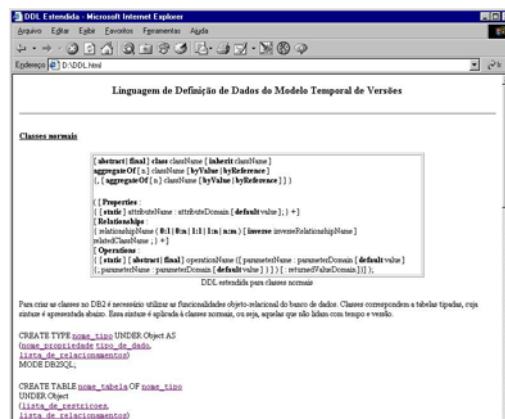 DDL Estendida - Microsoft Internet Explorer
Arquivo Editar Exibir Favoritos Ferramentas Ajuda
Endereço D:\DDL.html
Linguagem de Definição de Dados do Modelo Temporal de Versões
Classes normais
[ abstract | final ] class className [ inherit className ]
aggregateOf [ n ] className [ byValue | byReference ]
{, [ aggregateOf [ n ] className [ byValue | byReference ] ] }
( [ Properties :
{ [ static ] attributeName : attributeDomain [ default value ] ; } + ]
[ Relationships :
{ relationshipName ( 0:1 | 0:n | 1:1 | 1:n | n:m ) [ inverse inverseRelationshipName ]
relatedClassName ; } + ]
[ Operations :
{ [ static ] [ abstract | final ] operationName ( [ parameterName : parameterDomain [ default value ]
{, parameterName : parameterDomain [ default value ] } ] ) [ : returnedValueDomain ] } ] );
DDL estendida para classes normais
Para criar as classes no DB2 é necessário utilizar as funcionalidades objeto-relacional do banco de dados. Classes correspondem a tabelas tipadas, cuja
sintaxe é apresentada abaixo. Essa sintaxe é aplicada à classes normais, ou seja, aquelas que não lidam com tempo e versão.
CREATE TYPE nome_tipo UNDER Object AS
(nome_propriedade tipo_de_dado,
lista_de_relacionamentos)
MODE DB2SQL;
CREATE TABLE nome_tabela OF nome_tipo
UNDER Object
(lista_de_restricoes,
lista_de_relacionamentos)